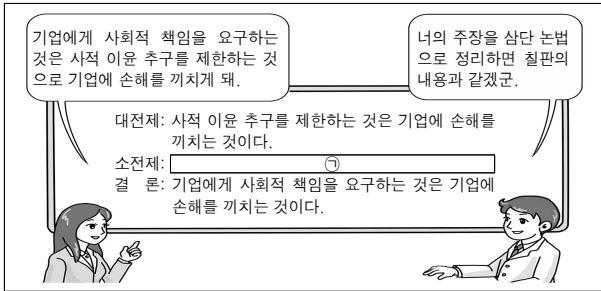 기업에게 사회적 책임을 요구하는
것은 사적 이윤 추구를 제한하는 것
으로 기업에 손해를 끼치게 돼.
너의 주장을 삼단 논법
으로 정리하면 칠판의
내용과 같겠군.
대전제: 사적 이윤 추구를 제한하는 것은 기업에 손해를
끼치는 것이다.
소전제: ㉠
결 론: 기업에게 사회적 책임을 요구하는 것은 기업에
손해를 끼치는 것이다.